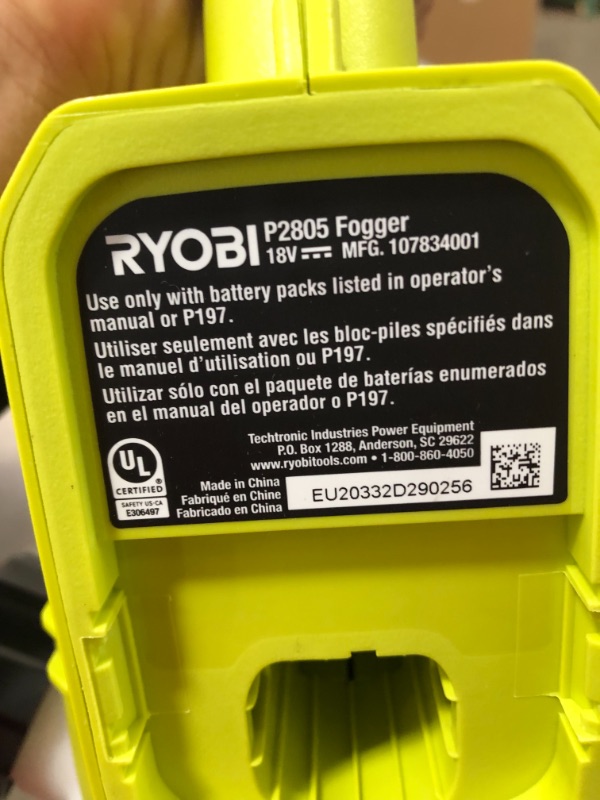 RYOBI P2805 Fogger
18V MFG. 107834001
Use only with battery packs listed in operator's
manual or P197.
Utiliser seulement avec les bloc-piles spécifiés dans
le manuel d'utilisation ou P197.
Utilizar sólo con el paquete de baterías enumerados
en el manual del operador o P197.
Techtronic Industries Power Equipment
P.O. Box 1288, Anderson, SC 29622
www.ryobitools.com • 1-800-860-4050
UL ®
CERTIFIED
SAFETY US-CA
E306497
Made in China
Fabriqué en Chine
Fabricado en China
EU20332D290256